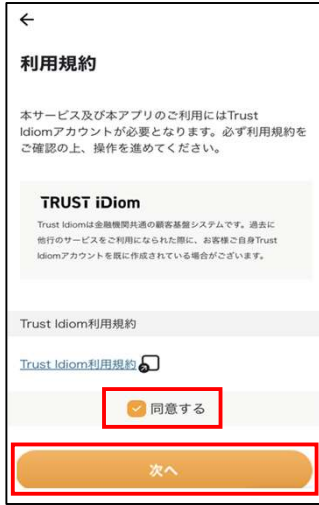 利用規約
本サービス及び本アプリのご利用にはTrust
Idiomアカウントが必要となります。必ず利用規約を
ご確認の上、操作を進めてください。
TRUST iDiom
Trust Idiomは金融機関共通の顧客基盤システムです。過去に
他行のサービスをご利用になられた際に、お客様ご自身Trust
Idiomアカウントを既に作成されている場合がございます。
Trust Idiom利用規約
Trust Idiom利用規約
同意する
次へ